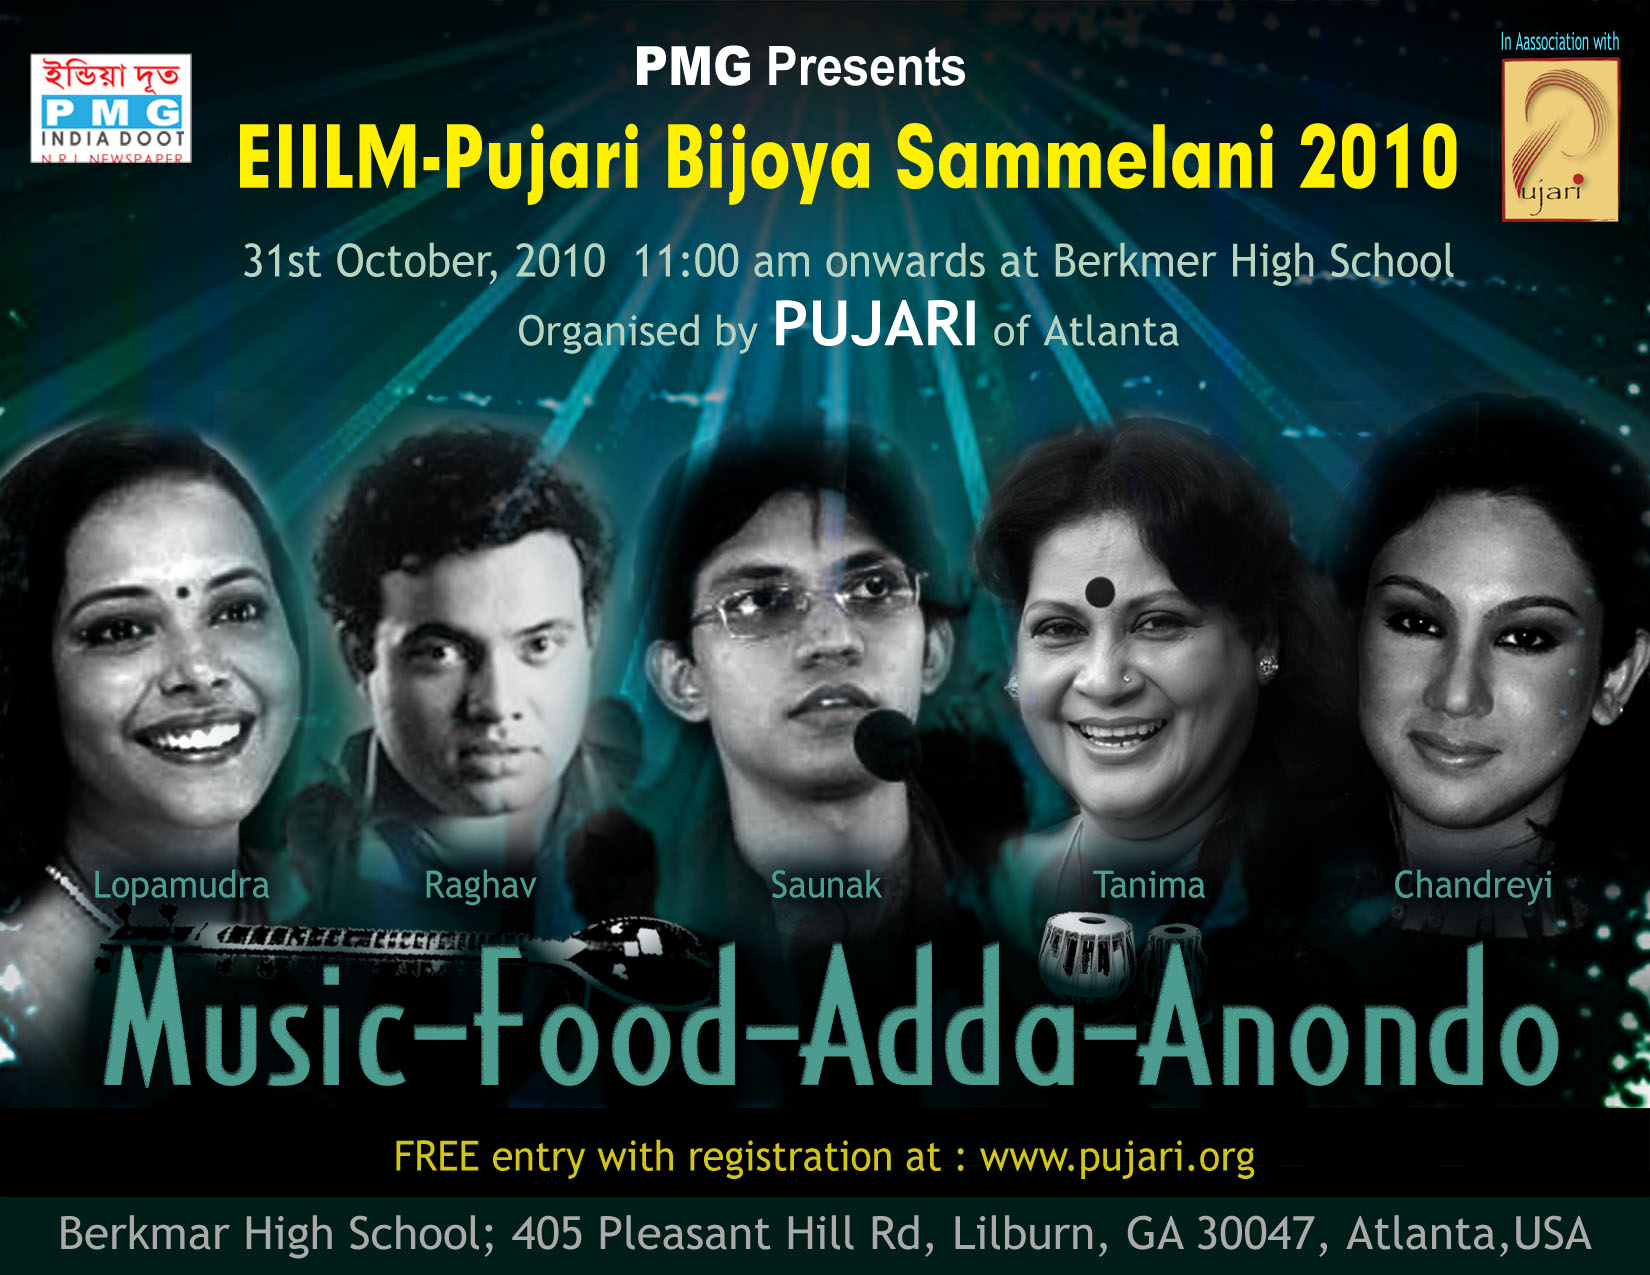 ইন্ডিয়া দূত
PMG
INDIA DOOT
N.R.I. NEWSPAPER
PMG Presents
In Aassociation with
Pujari
EIILM-Pujari Bijoya Sammelani 2010
31st October, 2010 11:00 am onwards at Berkmer High School
Organised by PUJARI of Atlanta
Lopamudra Raghav Saunak Tanima Chandreyi
Music-Food-Adda-Anondo
FREE entry with registration at : www.pujari.org
Berkmar High School; 405 Pleasant Hill Rd, Lilburn, GA 30047, Atlanta,USA